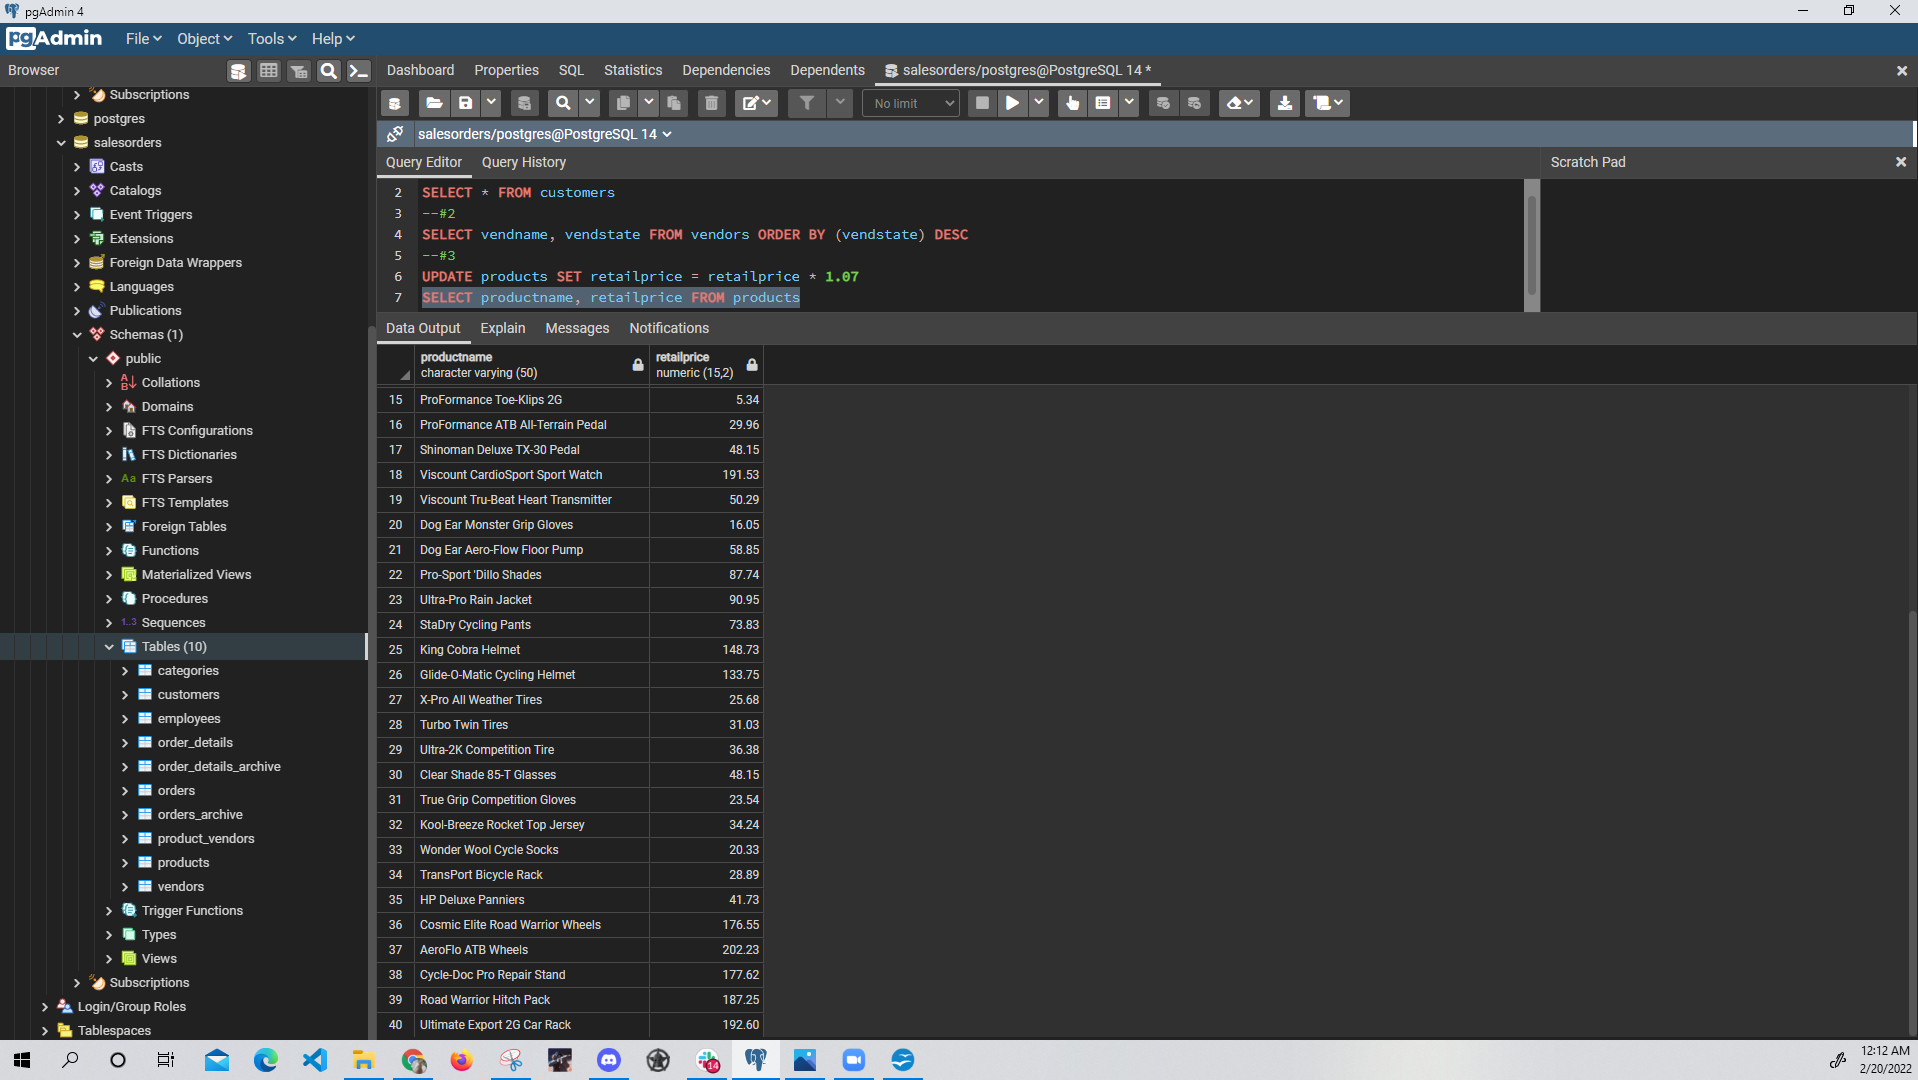 pgAdmin 4
pgAdmin
File
Object
Tools
Help
Browser
Dashboard
Properties
SQL
Statistics
Dependencies
Dependents
salesorders/postgres@PostgreSQL 14 *
No limit
salesorders/postgres@PostgreSQL 14
Query Editor
Query History
Scratch Pad
Subscriptions
postgres
salesorders
Casts
Catalogs
Event Triggers
Extensions
Foreign Data Wrappers
Languages
Publications
Schemas (1)
public
Collations
Domains
FTS Configurations
FTS Dictionaries
FTS Parsers
FTS Templates
Foreign Tables
Functions
Materialized Views
Procedures
1..3 Sequences
Tables (10)
categories
customers
employees
order_details
order_details_archive
orders
orders_archive
product_vendors
products
vendors
Trigger Functions
Types
Views
Subscriptions
Login/Group Roles
Tablespaces
2 SELECT * FROM customers
3 --#2
4 SELECT vendname, vendstate FROM vendors ORDER BY (vendstate) DESC
5 --#3
6 UPDATE products SET retailprice = retailprice * 1.07
7 SELECT productname, retailprice FROM products
Data Output
Explain
Messages
Notifications
productname
character varying (50)
retailprice
numeric (15,2)
15 ProFormance Toe-Klips 2G 5.34
16 ProFormance ATB All-Terrain Pedal 29.96
17 Shinoman Deluxe TX-30 Pedal 48.15
18 Viscount CardioSport Sport Watch 191.53
19 Viscount Tru-Beat Heart Transmitter 50.29
20 Dog Ear Monster Grip Gloves 16.05
21 Dog Ear Aero-Flow Floor Pump 58.85
22 Pro-Sport 'Dillo Shades 87.74
23 Ultra-Pro Rain Jacket 90.95
24 StaDry Cycling Pants 73.83
25 King Cobra Helmet 148.73
26 Glide-O-Matic Cycling Helmet 133.75
27 X-Pro All Weather Tires 25.68
28 Turbo Twin Tires 31.03
29 Ultra-2K Competition Tire 36.38
30 Clear Shade 85-T Glasses 48.15
31 True Grip Competition Gloves 23.54
32 Kool-Breeze Rocket Top Jersey 34.24
33 Wonder Wool Cycle Socks 20.33
34 TransPort Bicycle Rack 28.89
35 HP Deluxe Panniers 41.73
36 Cosmic Elite Road Warrior Wheels 176.55
37 AeroFlo ATB Wheels 202.23
38 Cycle-Doc Pro Repair Stand 177.62
39 Road Warrior Hitch Pack 187.25
40 Ultimate Export 2G Car Rack 192.60
14
12:12 AM
2/20/2022